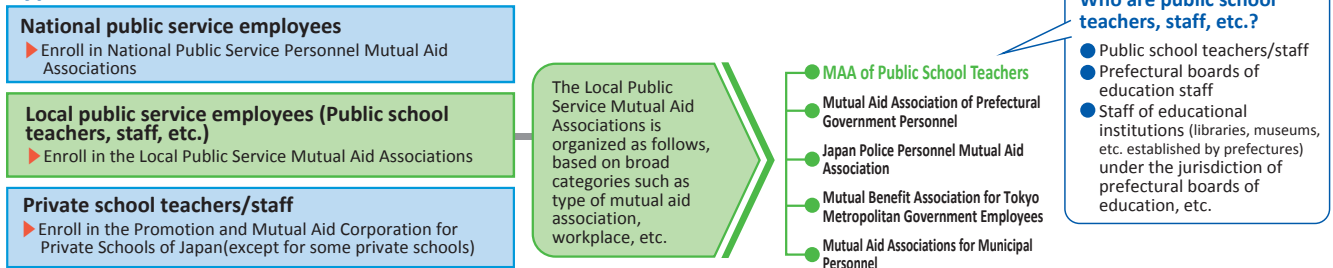 National public service employees
Enroll in National Public Service Personnel Mutual Aid
Associations
Local public service employees (Public school
teachers, staff, etc.)
Enroll in the Local Public Service Mutual Aid Associations
Private school teachers/staff
Enroll in the Promotion and Mutual Aid Corporation for
Private Schools of Japan(except for some private schools)
The Local Public
Service Mutual Aid
Associations is
organized as follows,
based on broad
categories such as
type of mutual aid
association,
workplace, etc.
MAA of Public School Teachers
Mutual Aid Association of Prefectural
Government Personnel
Japan Police Personnel Mutual Aid
Association
Mutual Benefit Association for Tokyo
Metropolitan Government Employees
Mutual Aid Associations for Municipal
Personnel
Who are public school
teachers, staff, etc.?
Public school teachers/staff
Prefectural boards of
education staff
Staff of educational
institutions (libraries, museums,
etc. established by prefectures)
under the jurisdiction of
prefectural boards of
education, etc.